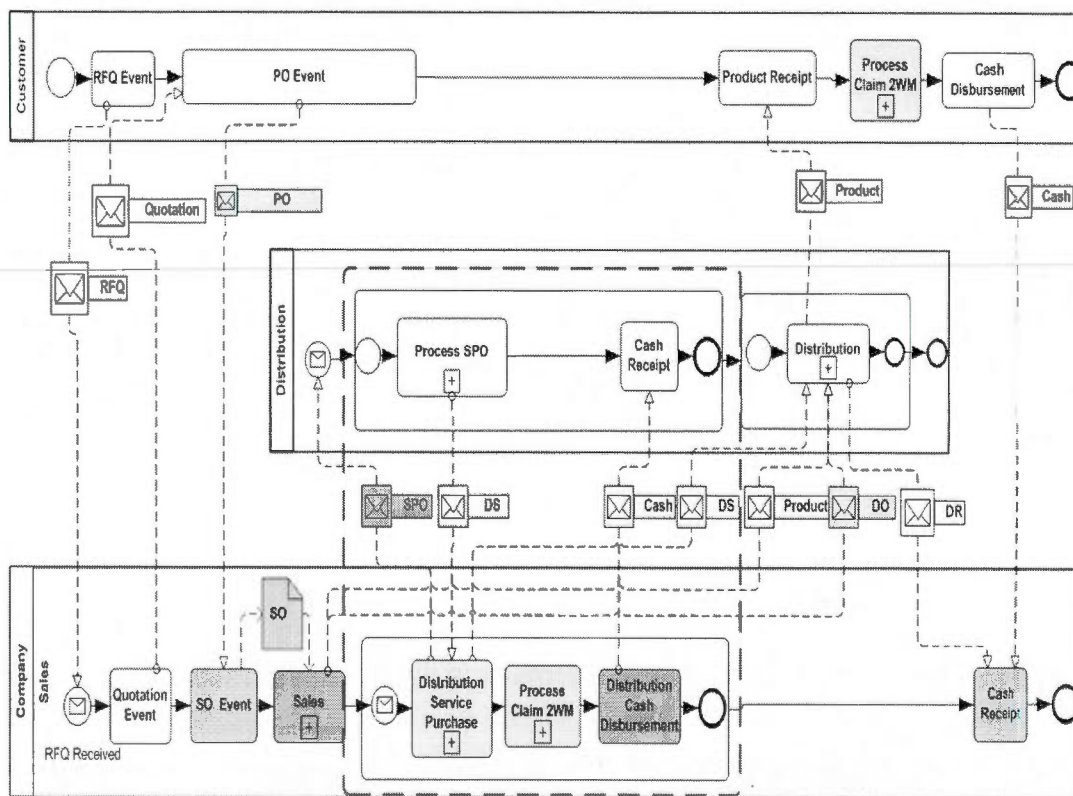 Customer
RFQ Event
PO Event
Product Receipt
Process
Claim 2WM
+
Cash
Disbursement
Quotation
PO
Product
Cash
RFQ
Distribution
Process SPO
+
Cash
Receipt
Distribution
+
SPO
DS
Cash
DS
Product
DO
DR
Company
Sales
SO
Quotation
Event
SO Event
Sales
+
Distribution
Service
Purchase
+
Process
Claim 2WM
+
Distribution
Cash
Disbursement
Cash
Receipt
RFQ Received